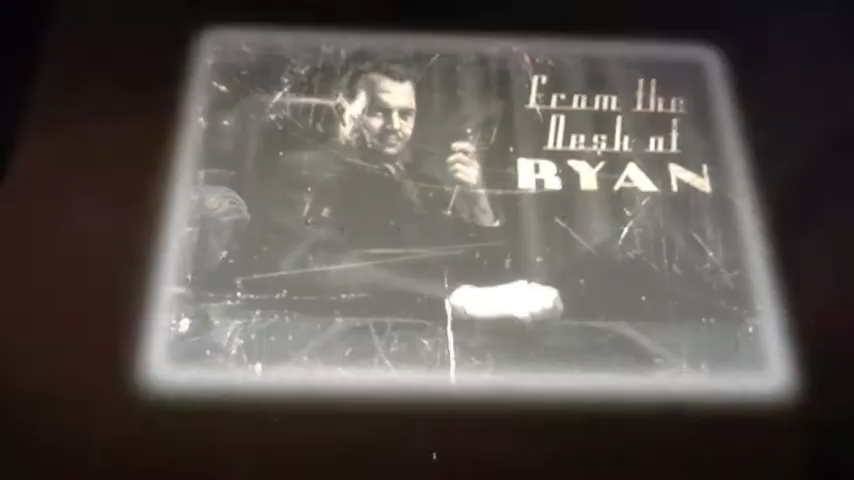 From the
Desk of
RYAN